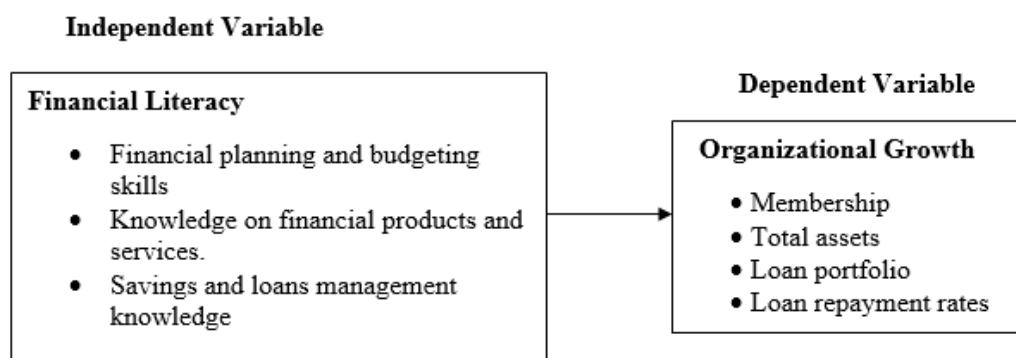 Independent Variable
Financial Literacy
• Financial planning and budgeting
skills
• Knowledge on financial products and
services.
• Savings and loans management
knowledge
Dependent Variable
Organizational Growth
• Membership
• Total assets
• Loan portfolio
• Loan repayment rates